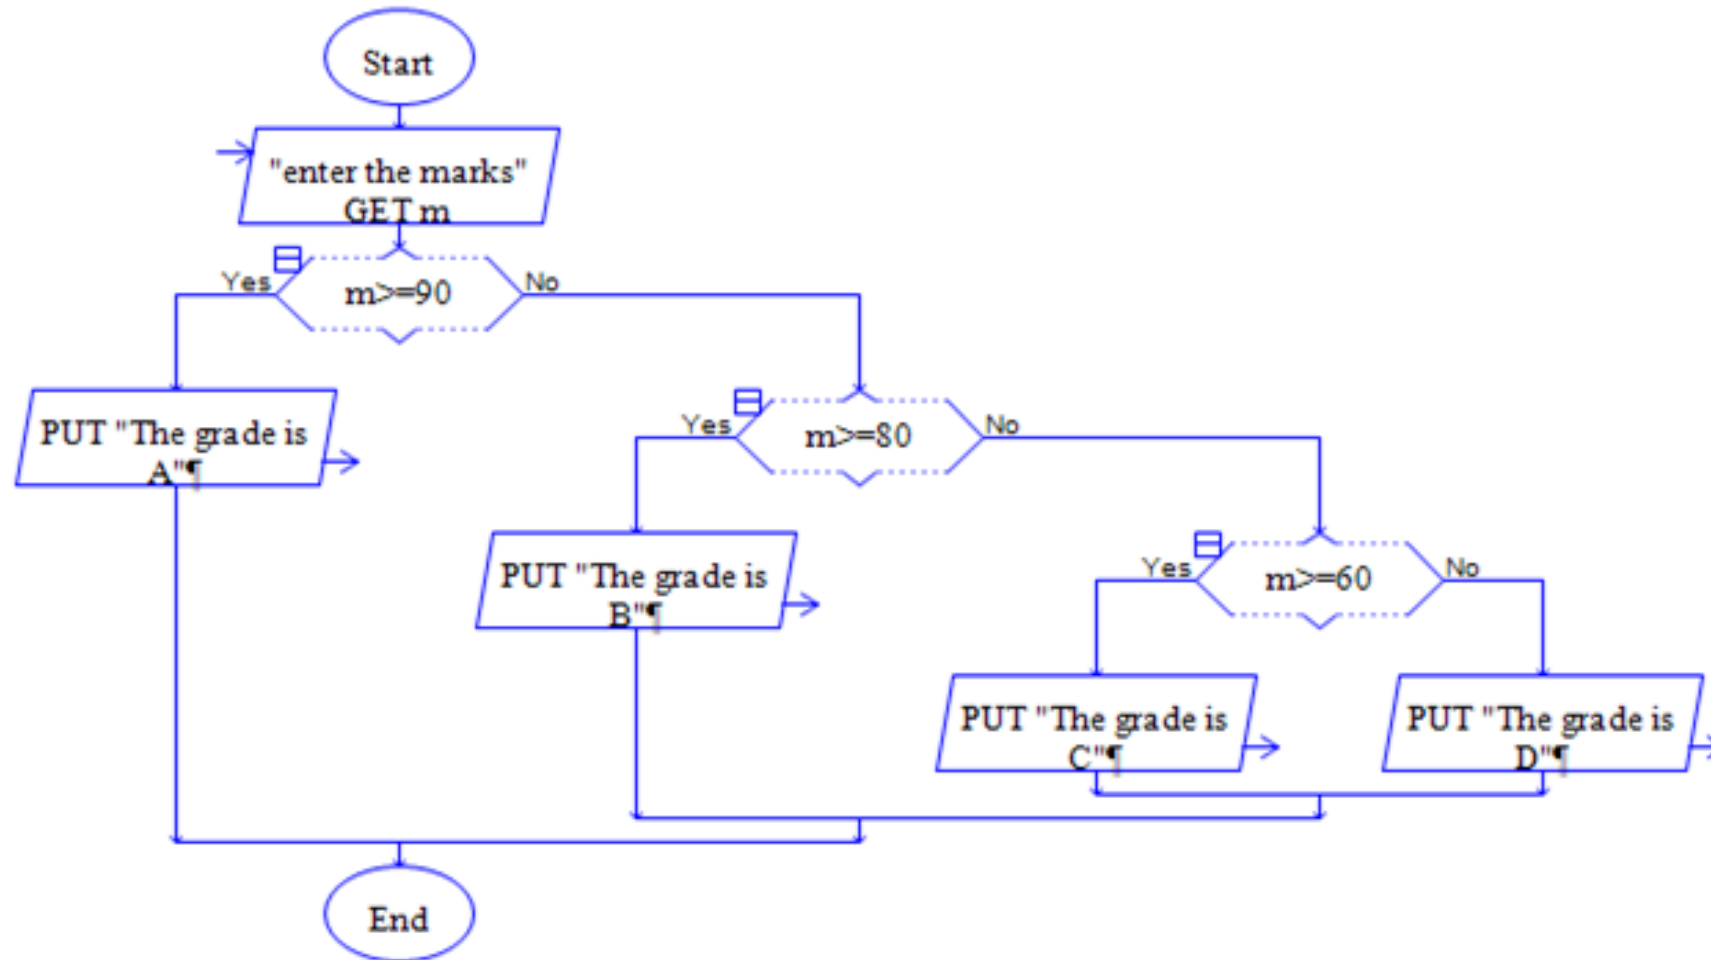 Start
"enter the marks"
GET m
Yes
m>=90
No
PUT "The grade is
A"¶
Yes
m>=80
No
PUT "The grade is
B"¶
Yes
m>=60
No
PUT "The grade is
C"¶
PUT "The grade is
D"¶
End